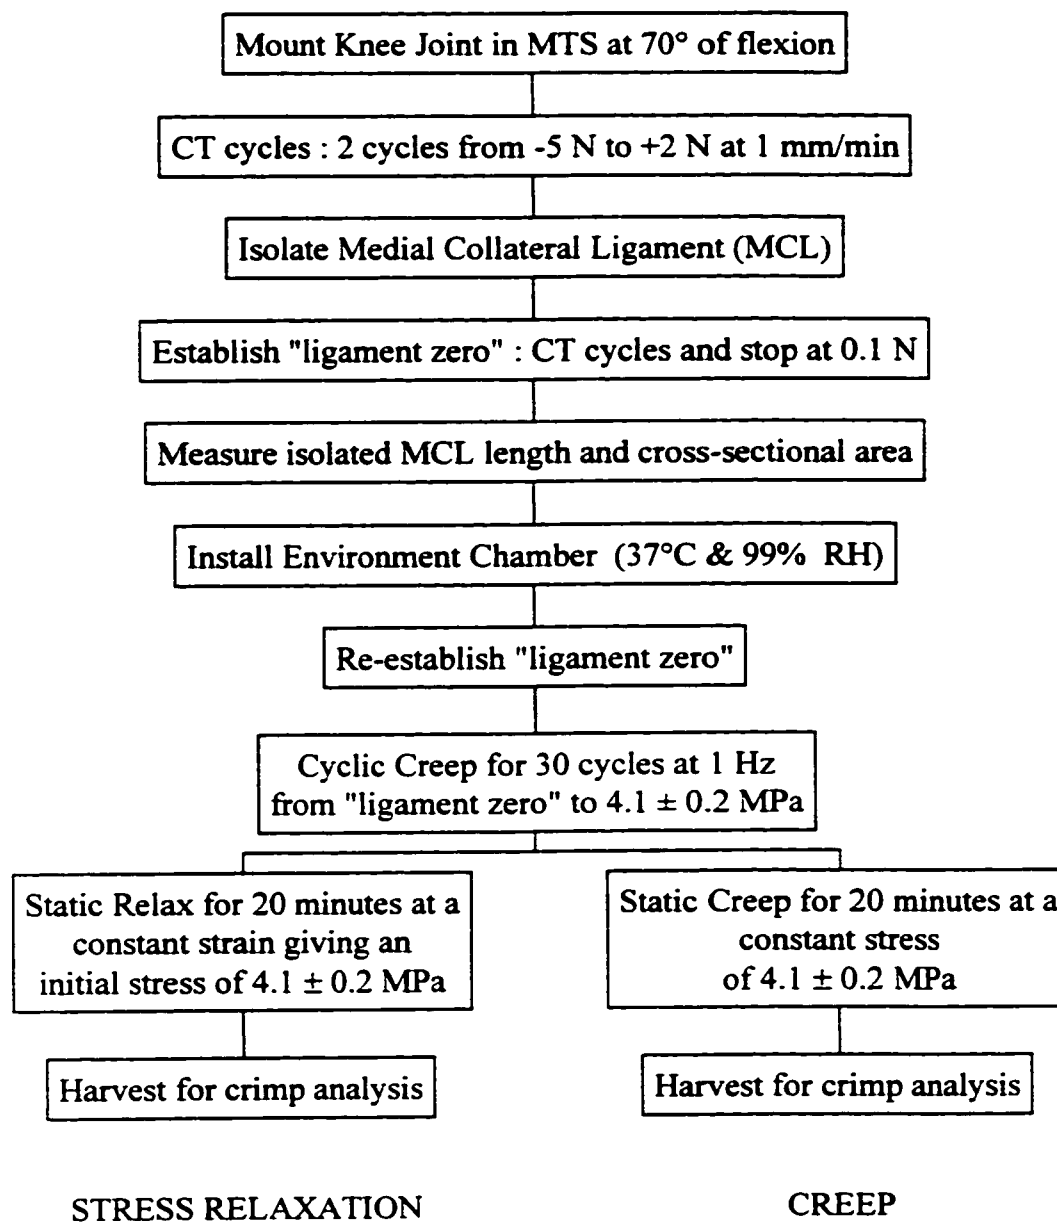 Mount Knee Joint in MTS at 70° of flexion
CT cycles : 2 cycles from -5 N to +2 N at 1 mm/min
Isolate Medial Collateral Ligament (MCL)
Establish "ligament zero" : CT cycles and stop at 0.1 N
Measure isolated MCL length and cross-sectional area
Install Environment Chamber (37°C & 99% RH)
Re-establish "ligament zero"
Cyclic Creep for 30 cycles at 1 Hz
from "ligament zero" to 4.1 ± 0.2 MPa
Static Relax for 20 minutes at a
constant strain giving an
initial stress of 4.1 ± 0.2 MPa
Static Creep for 20 minutes at a
constant stress
of 4.1 ± 0.2 MPa
Harvest for crimp analysis
Harvest for crimp analysis
STRESS RELAXATION
CREEP